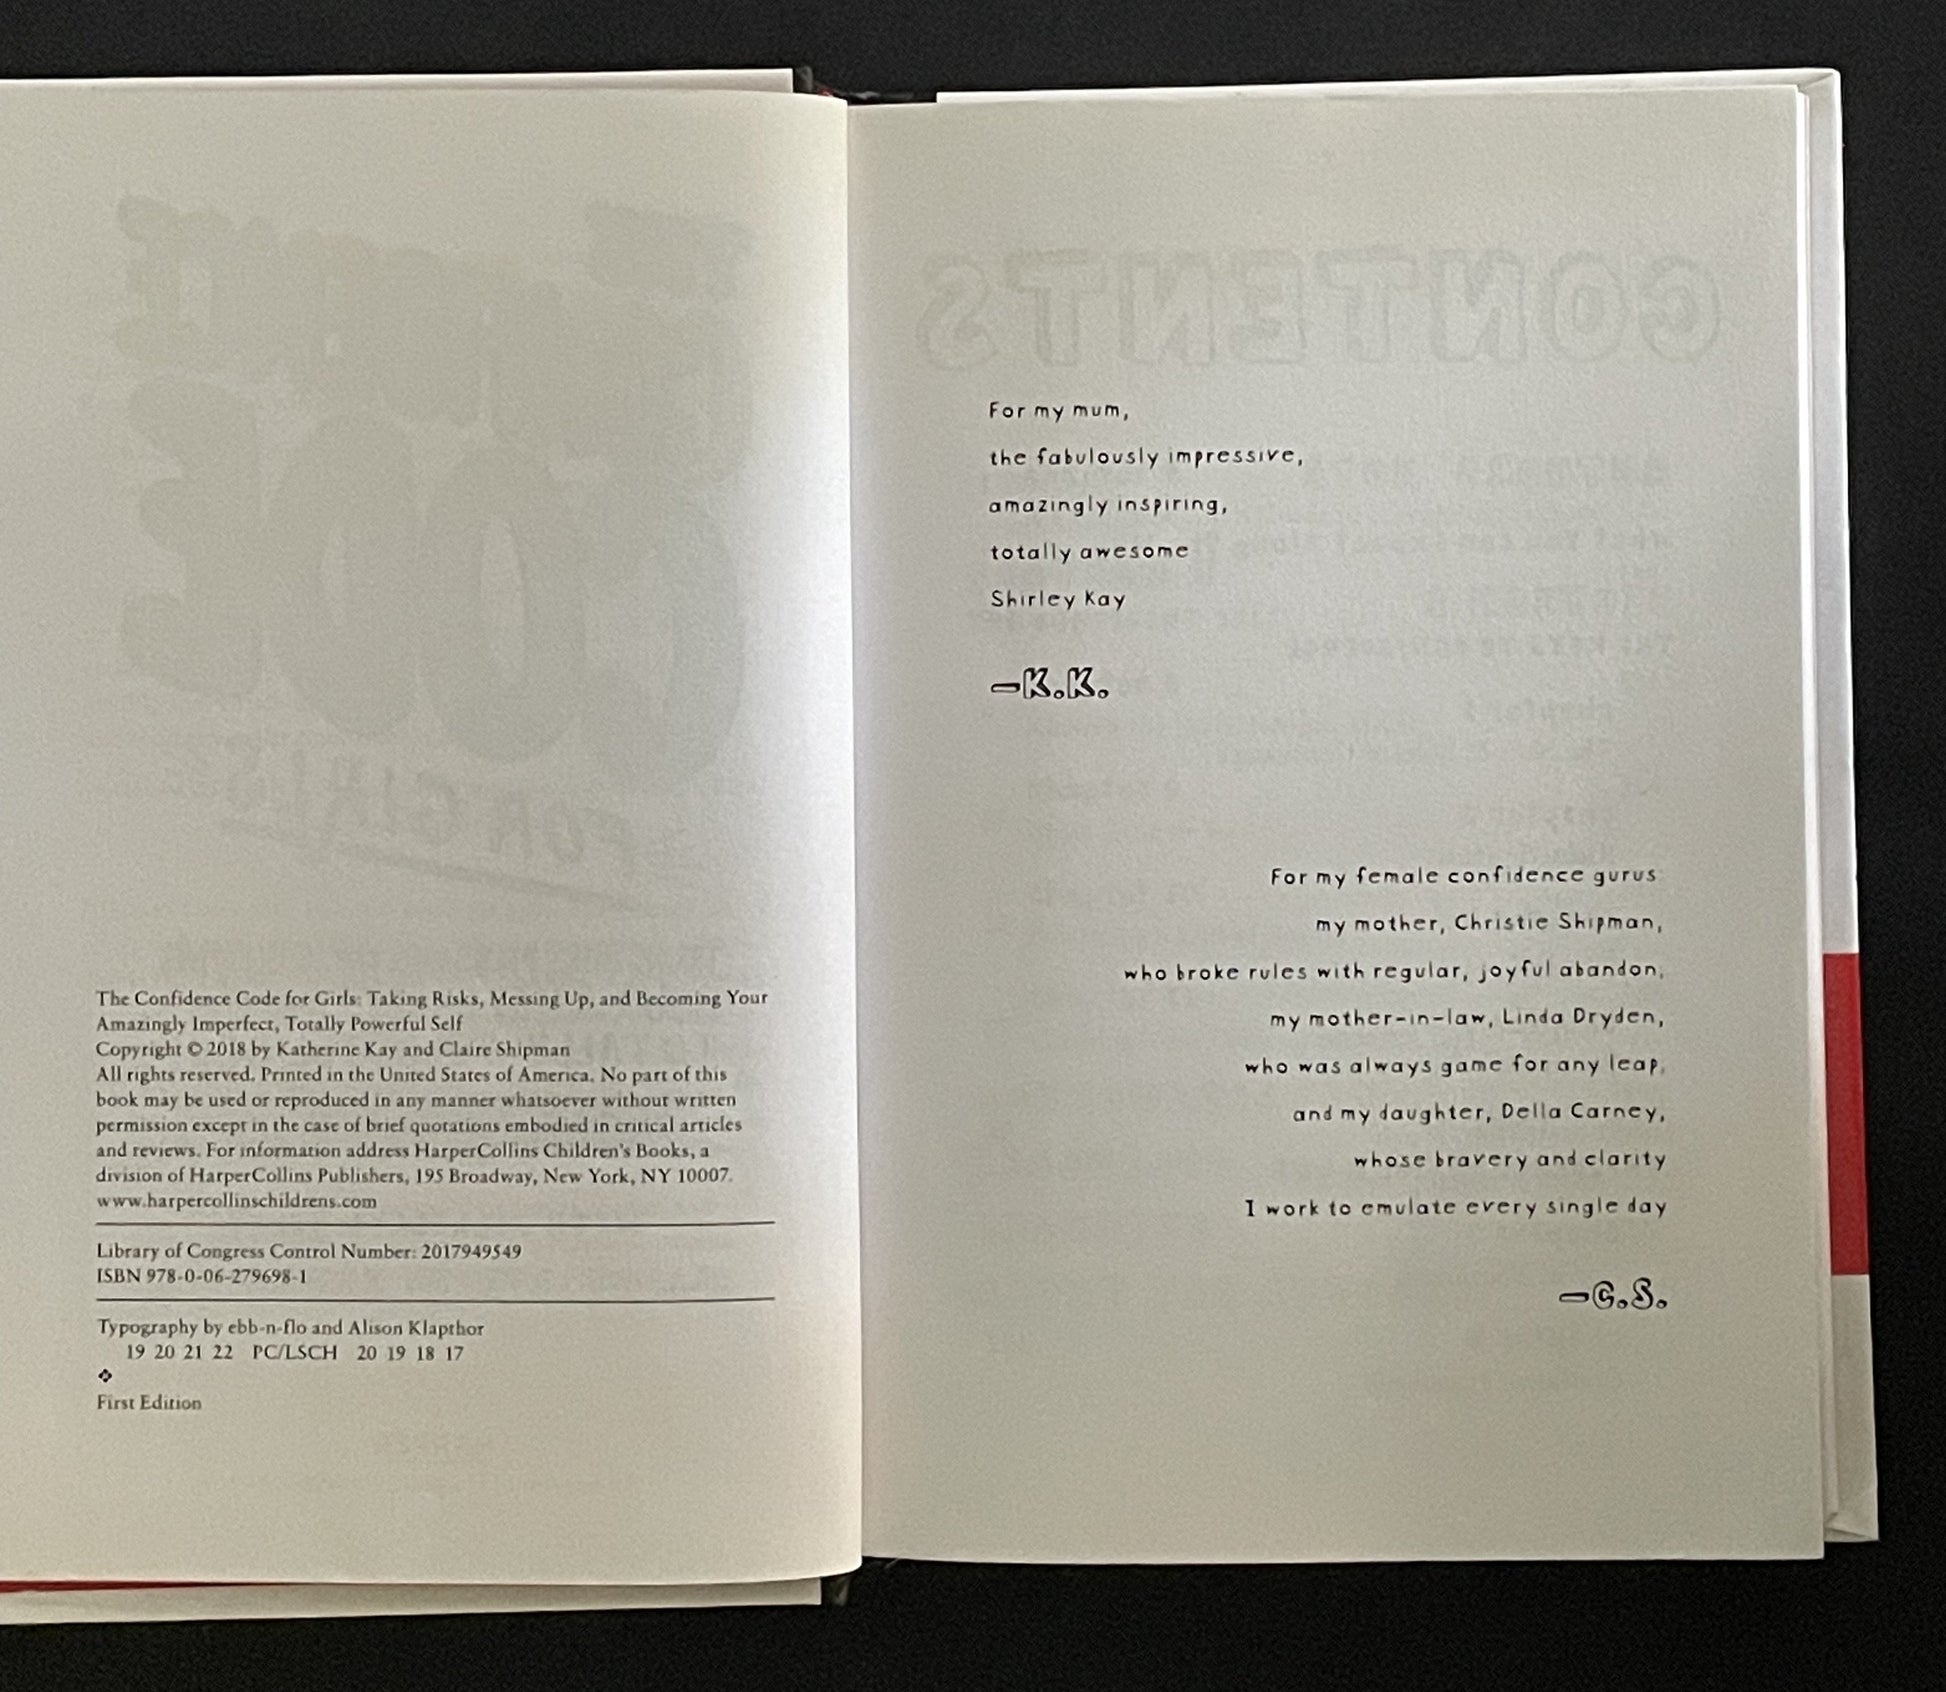 The Confidence Code for Girls: Taking Risks, Messing Up, and Becoming Your
Amazingly Imperfect, Totally Powerful Self
Copyright © 2018 by Katherine Kay and Claire Shipman
All rights reserved. Printed in the United States of America. No part of this
book may be used or reproduced in any manner whatsoever without written
permission except in the case of brief quotations embodied in critical articles
and reviews. For information address HarperCollins Children's Books, a
division of HarperCollins Publishers, 195 Broadway, New York, NY 10007.
www.harpercollinschildrens.com
Library of Congress Control Number: 2017949549
ISBN 978-0-06-279698-1
Typography by ebb-n-flo and Alison Klapthor
19 20 21 22 PC/LSCH 20 19 18 17
❖
First Edition
CONTENTS
For my mum,
the fabulously impressive,
amazingly inspiring,
totally awesome
Shirley Kay
—K.K.
For my female confidence gurus
my mother, Christie Shipman,
who broke rules with regular, joyful abandon,
my mother-in-law, Linda Dryden,
who was always game for any leap,
and my daughter, Della Carney,
whose bravery and clarity
I work to emulate every single day
—C.S.